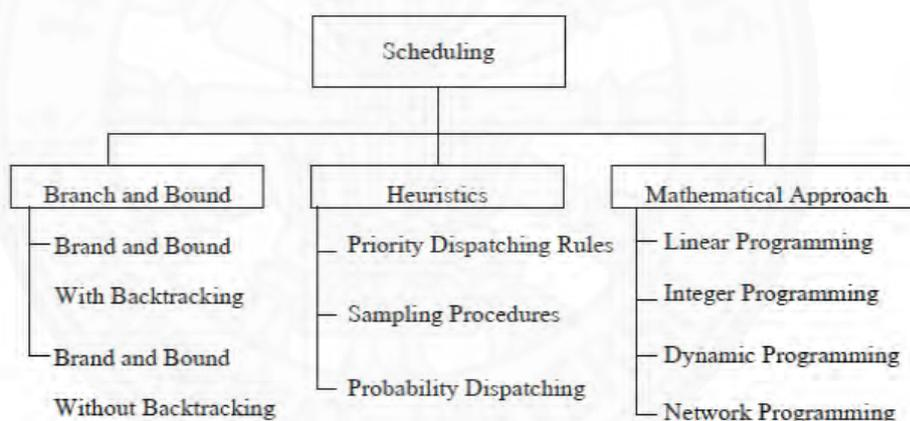 Scheduling
Branch and Bound
Brand and Bound
With Backtracking
Brand and Bound
Without Backtracking
Heuristics
Priority Dispatching Rules
Sampling Procedures
Probability Dispatching
Mathematical Approach
Linear Programming
Integer Programming
Dynamic Programming
Network Programming